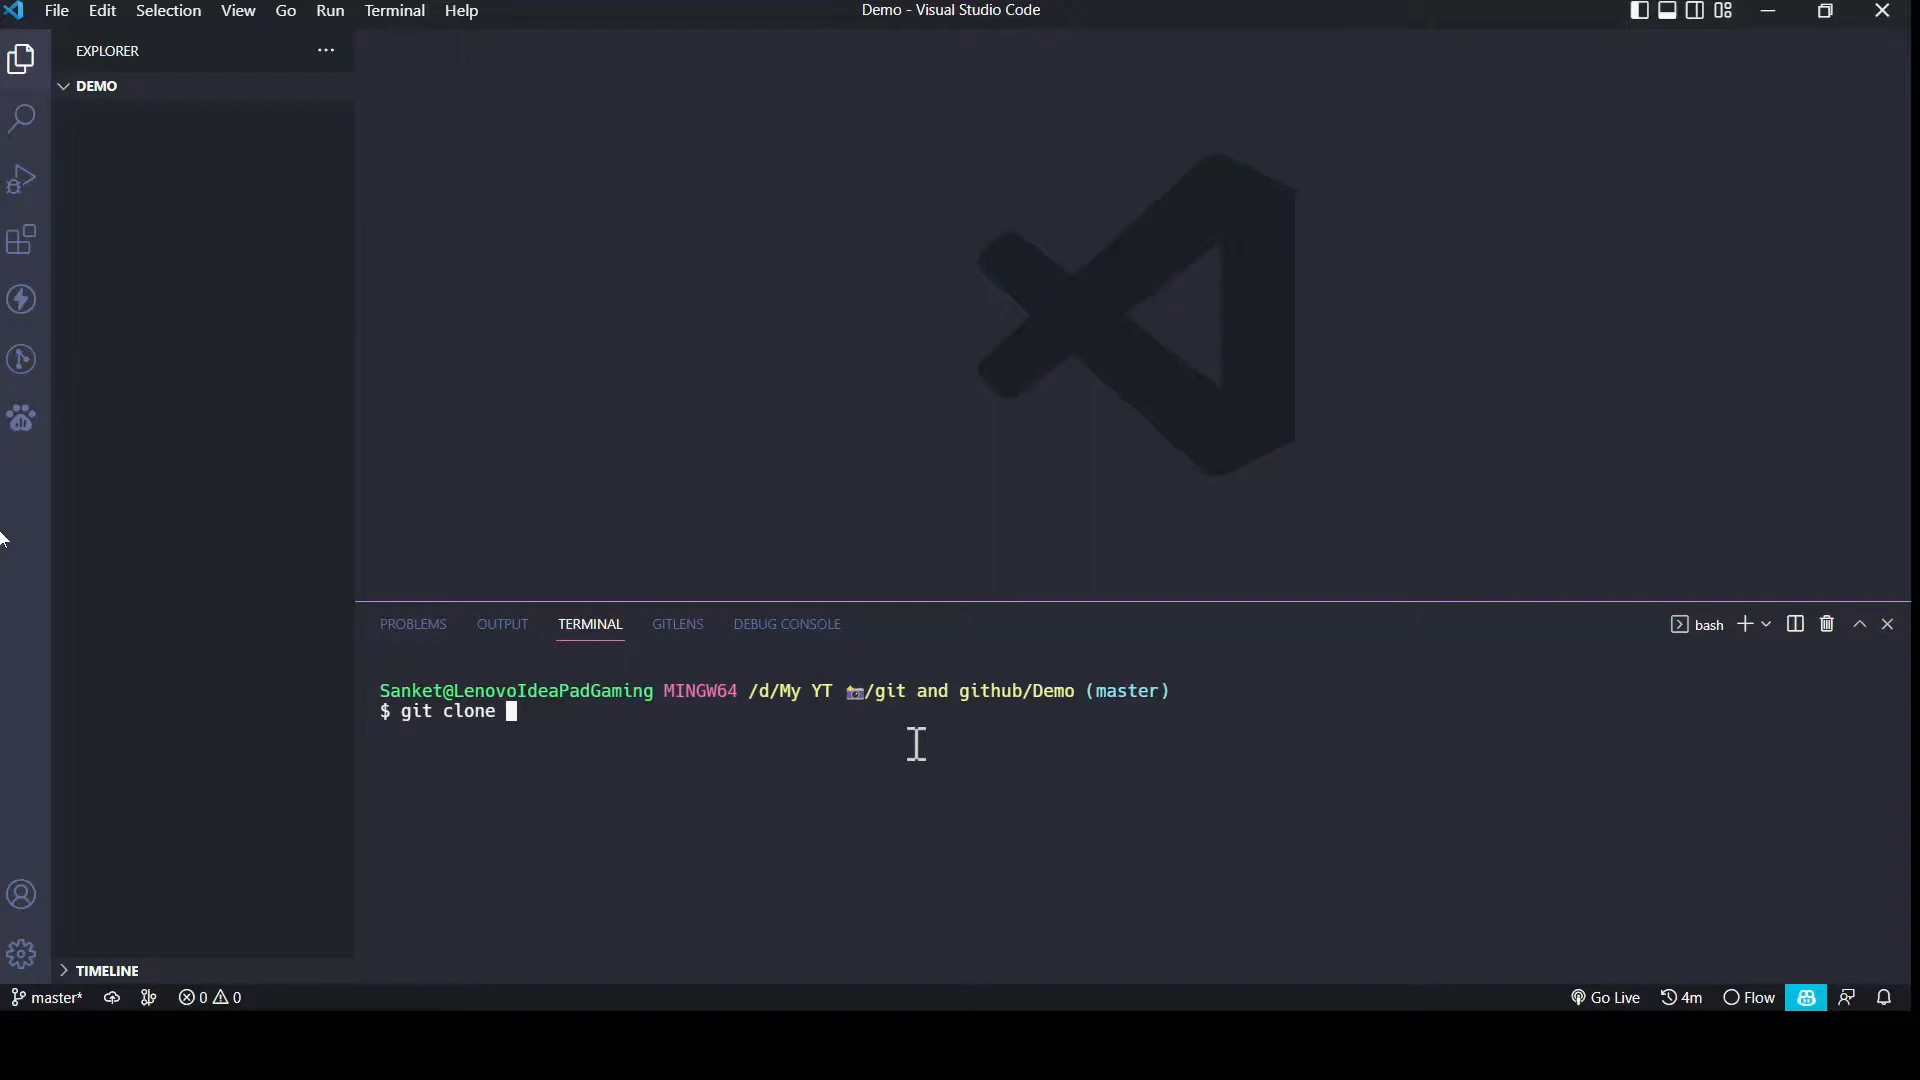 File Edit Selection View Go Run Terminal Help
Demo - Visual Studio Code
EXPLORER
DEMO
PROBLEMS OUTPUT TERMINAL GITLENS DEBUG CONSOLE
bash
Sanket@LenovoIdeaPadGaming MINGW64 /d/My YT 📸/git and github/Demo (master)
$ git clone
TIMELINE
master* 0 0
Go Live 4m Flow